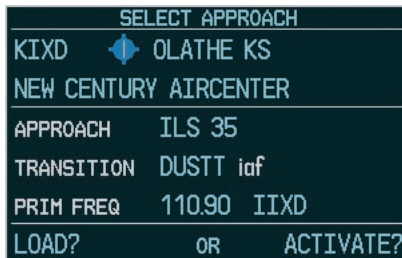 SELECT APPROACH
KIXD OLATHE KS
NEW CENTURY AIRCENTER
APPROACH ILS 35
TRANSITION DUSTT iaf
PRIM FREQ 110.90 IIXD
LOAD? OR ACTIVATE?